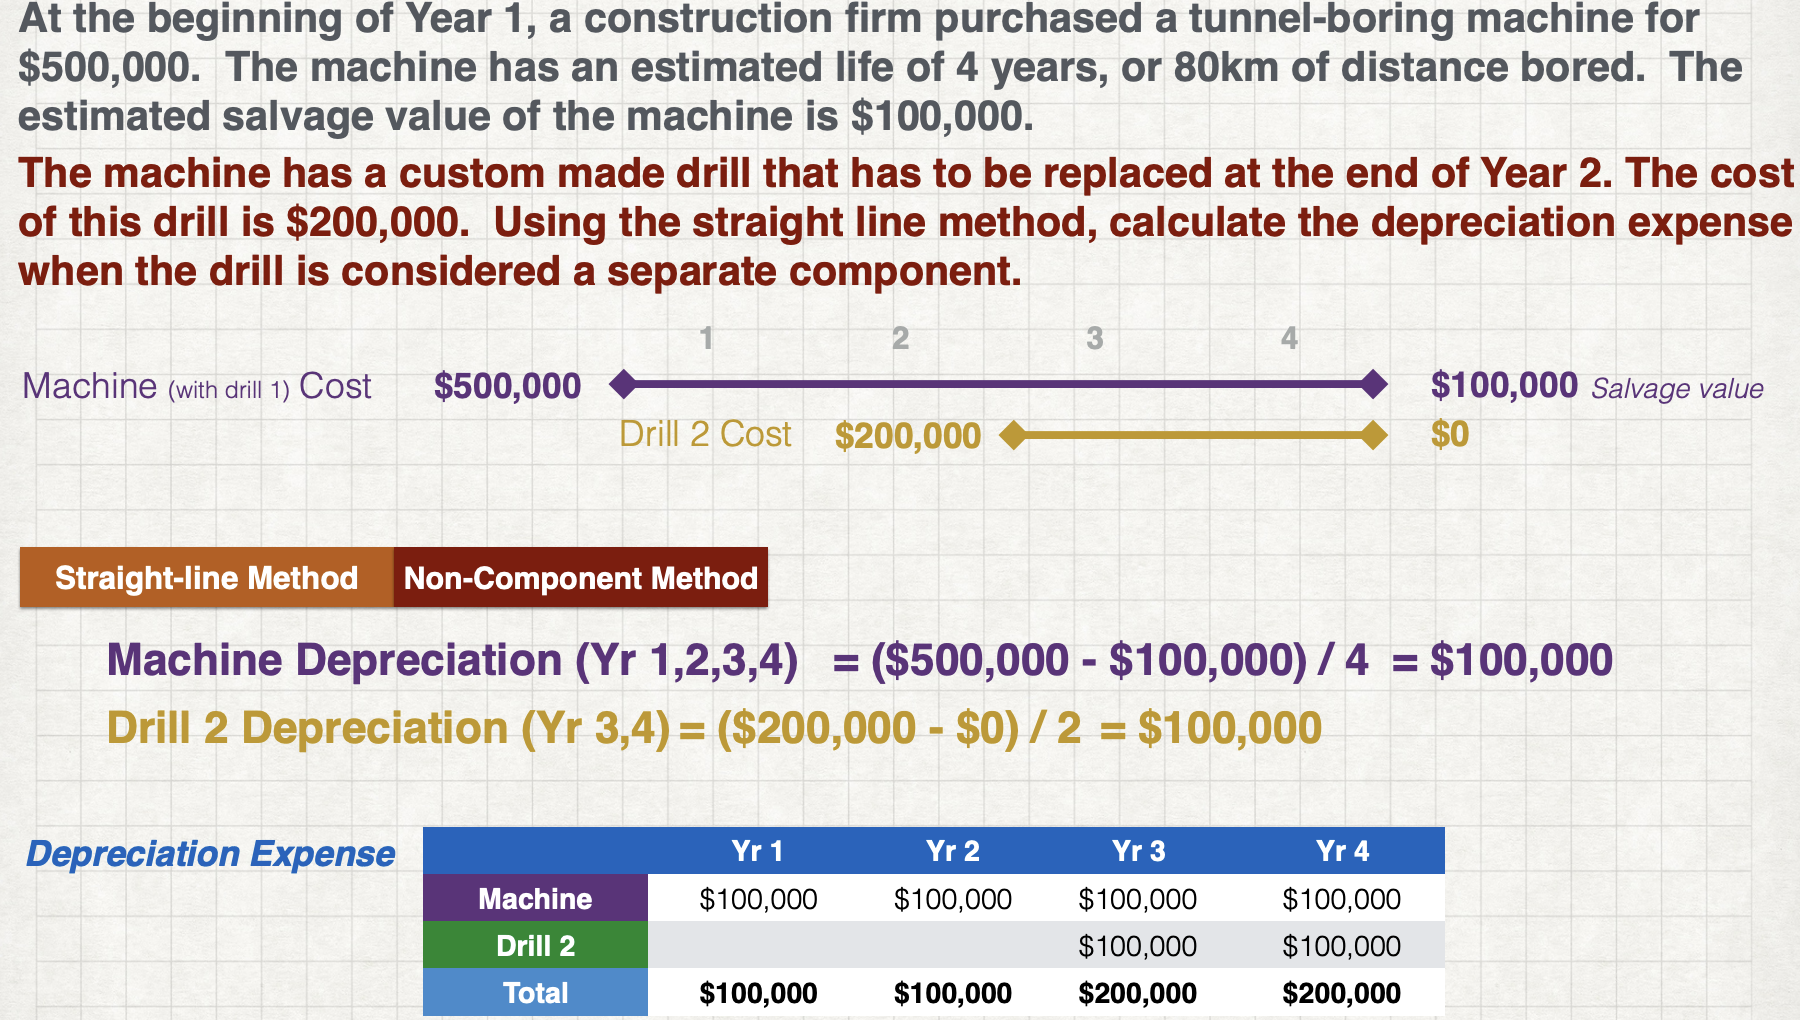 At the beginning of Year 1, a construction firm purchased a tunnel-boring machine for
$500,000.  The machine has an estimated life of 4 years, or 80km of distance bored.  The
estimated salvage value of the machine is $100,000.
The machine has a custom made drill that has to be replaced at the end of Year 2. The cost
of this drill is $200,000.  Using the straight line method, calculate the depreciation expense
when the drill is considered a separate component.
1 2 3 4
Machine (with drill 1) Cost $500,000 $100,000 Salvage value
Drill 2 Cost $200,000 $0
Straight-line Method Non-Component Method
Machine Depreciation (Yr 1,2,3,4) = ($500,000 - $100,000) / 4 = $100,000
Drill 2 Depreciation (Yr 3,4) = ($200,000 - $0) / 2 = $100,000
Depreciation Expense Yr 1 Yr 2 Yr 3 Yr 4
Machine $100,000 $100,000 $100,000 $100,000
Drill 2 $100,000 $100,000
Total $100,000 $100,000 $200,000 $200,000